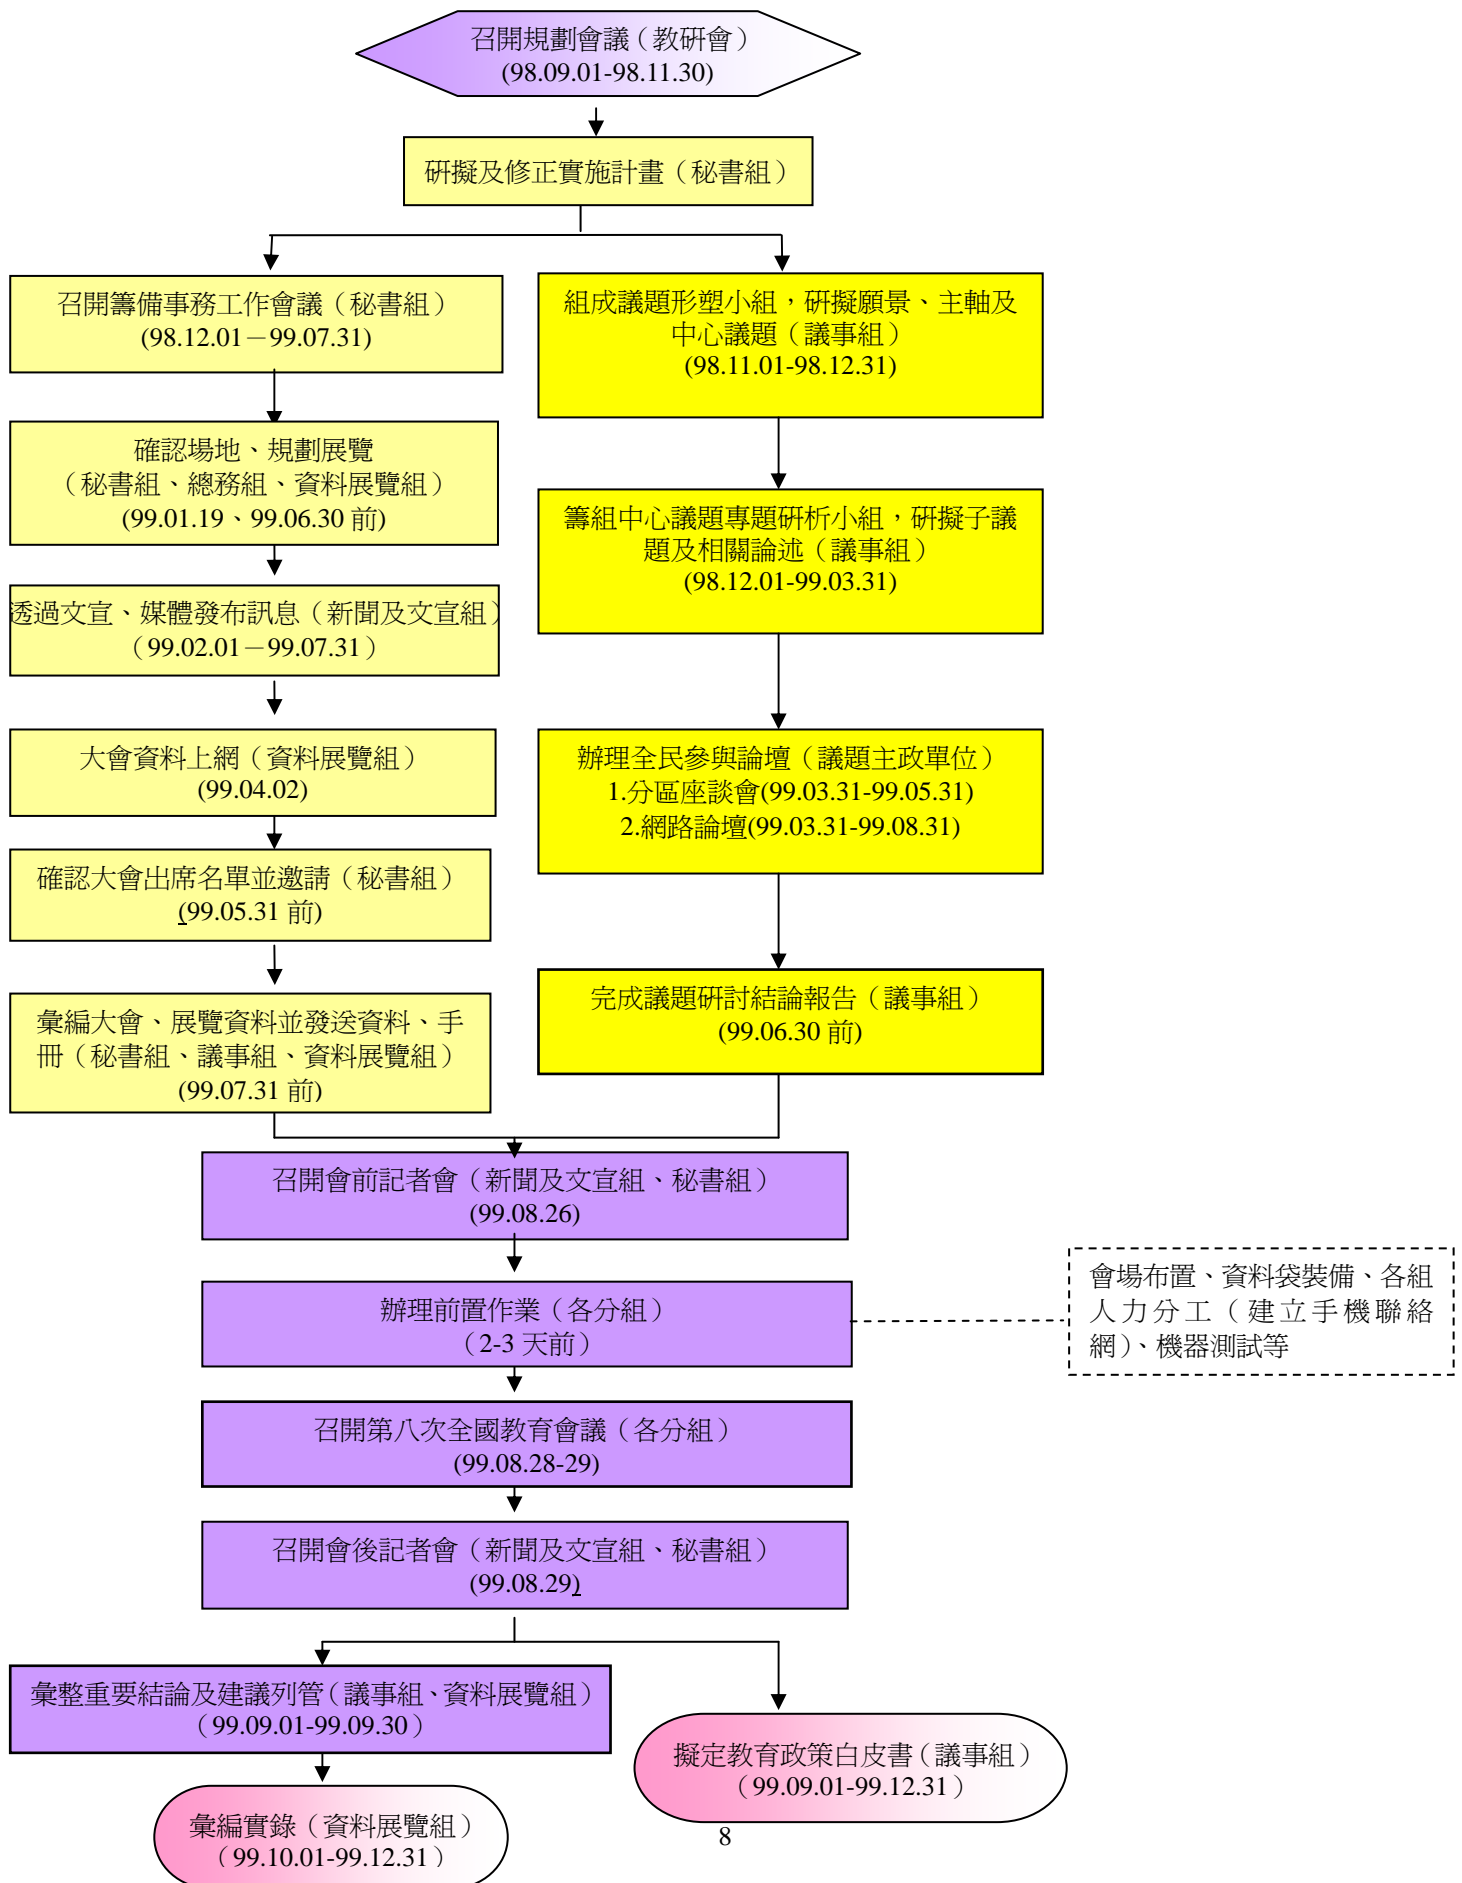 召開規劃會議（教研會）
(98.09.01-98.11.30)
研擬及修正實施計畫（秘書組）
召開籌備事務工作會議（秘書組）
(98.12.01－99.07.31)
確認場地、規劃展覽
（秘書組、總務組、資料展覽組）
(99.01.19、99.06.30 前)
透過文宣、媒體發布訊息（新聞及文宣組）
（99.02.01－99.07.31）
大會資料上網（資料展覽組）
(99.04.02)
確認大會出席名單並邀請（秘書組）
(99.05.31 前)
彙編大會、展覽資料並發送資料、手
冊（秘書組、議事組、資料展覽組）
(99.07.31 前)
組成議題形塑小組，研擬願景、主軸及
中心議題（議事組）
(98.11.01-98.12.31)
籌組中心議題專題研析小組，研擬子議
題及相關論述（議事組）
(98.12.01-99.03.31)
辦理全民參與論壇（議題主政單位）
1.分區座談會(99.03.31-99.05.31)
2.網路論壇(99.03.31-99.08.31)
完成議題研討結論報告（議事組）
(99.06.30 前)
召開會前記者會（新聞及文宣組、秘書組）
(99.08.26)
辦理前置作業（各分組）
（2-3 天前）
會場布置、資料袋裝備、各組
人力分工（建立手機聯絡
網）、機器測試等
召開第八次全國教育會議（各分組）
(99.08.28-29)
召開會後記者會（新聞及文宣組、秘書組）
(99.08.29)
彙整重要結論及建議列管（議事組、資料展覽組）
（99.09.01-99.09.30）
擬定教育政策白皮書（議事組）
（99.09.01-99.12.31）
彙編實錄（資料展覽組）
（99.10.01-99.12.31）
8